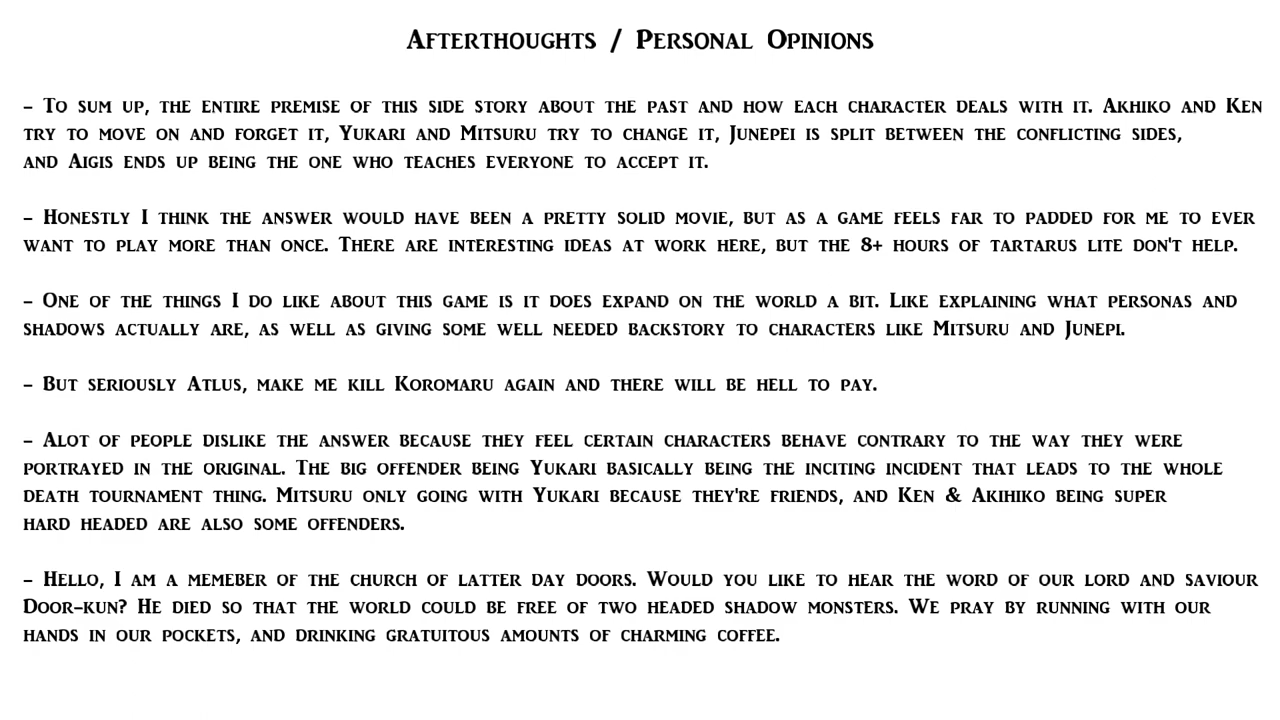 Afterthoughts / Personal Opinions
- To sum up, the entire premise of this side story about the past and how each character deals with it. Akhiko and Ken
try to move on and forget it, Yukari and Mitsuru try to change it, Junepei is split between the conflicting sides,
and Aigis ends up being the one who teaches everyone to accept it.
- Honestly I think the answer would have been a pretty solid movie, but as a game feels far to padded for me to ever
want to play more than once. There are interesting ideas at work here, but the 8+ hours of tartarus lite don't help.
- One of the things I do like about this game is it does expand on the world a bit. Like explaining what personas and
shadows actually are, as well as giving some well needed backstory to characters like Mitsuru and Junepi.
- But seriously Atlus, make me kill Koromaru again and there will be hell to pay.
- Alot of people dislike the answer because they feel certain characters behave contrary to the way they were
portrayed in the original. The big offender being Yukari basically being the inciting incident that leads to the whole
death tournament thing. Mitsuru only going with Yukari because they're friends, and Ken & Akihiko being super
hard headed are also some offenders.
- Hello, I am a memeber of the church of latter day doors. Would you like to hear the word of our lord and saviour
Door-kun? He died so that the world could be free of two headed shadow monsters. We pray by running with our
hands in our pockets, and drinking gratuitous amounts of charming coffee.